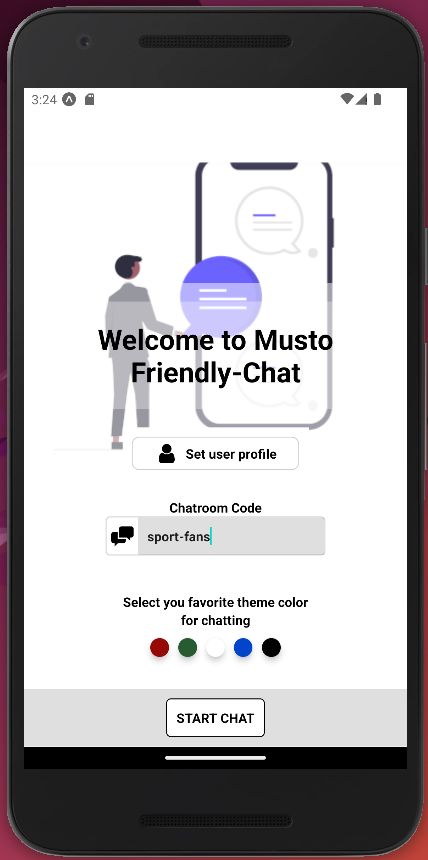 3:24
Welcome to Musto
Friendly-Chat
Set user profile
Chatroom Code
sport-fans
Select you favorite theme color
for chatting
START CHAT